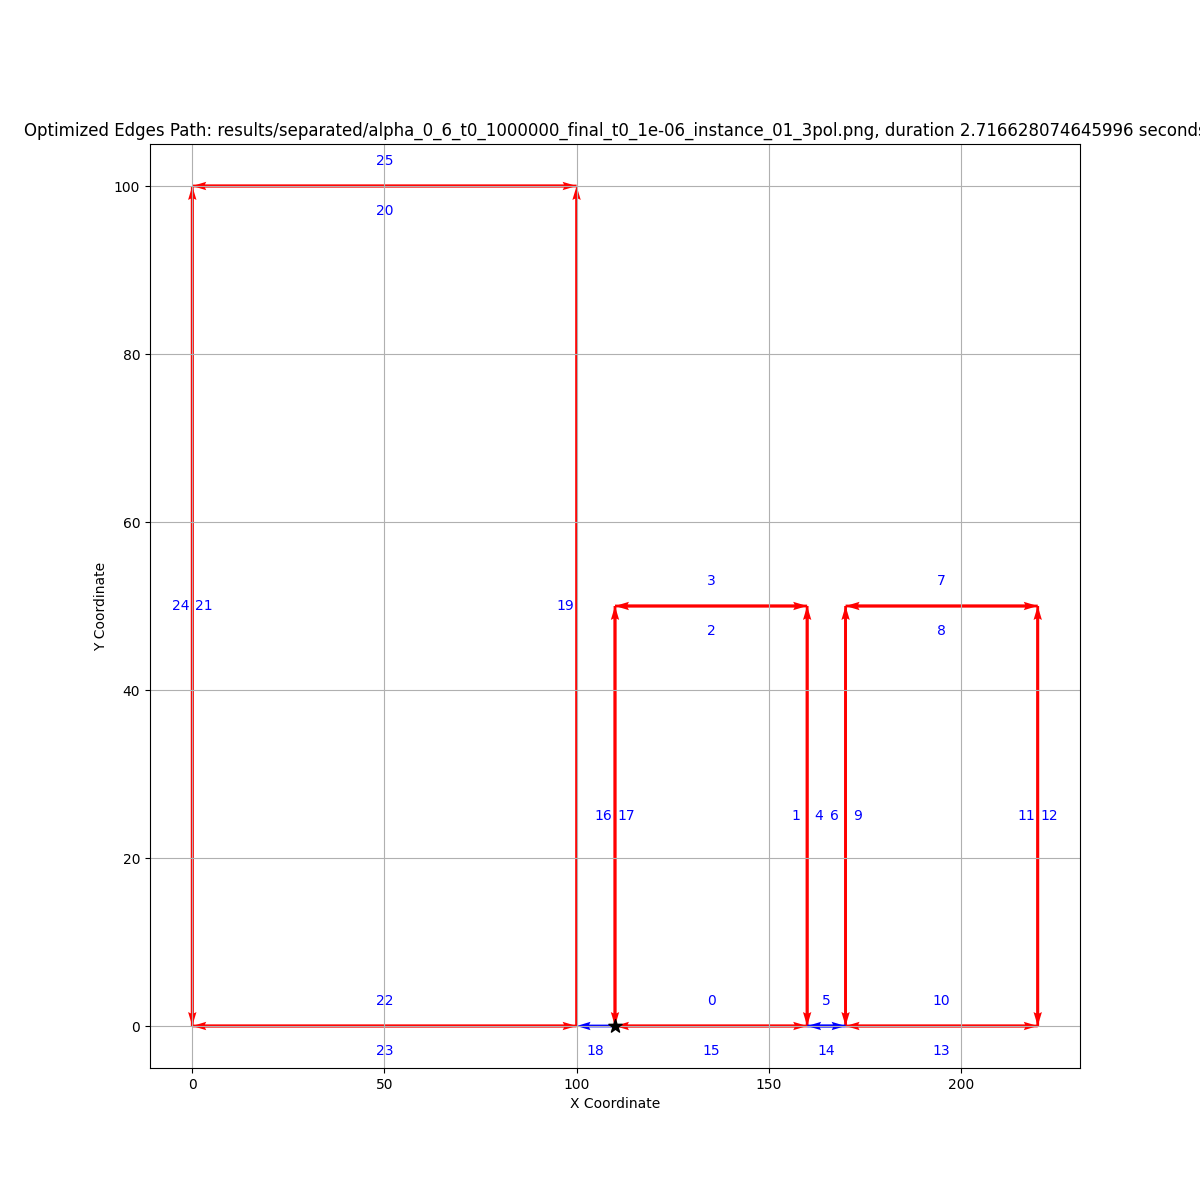 Optimized Edges Path: results/separated/alpha_0_6_t0_1000000_final_t0_1e-06_instance_01_3pol.png, duration 2.716628074645996 seconds
25
100
20
80
60
3 7
2 8
24 21 19
Y Coordinate
40
16 17 1 4 6 9 11 12
20
22 0 5 10
0
23 18 15 14 13
0 50 100 150 200
X Coordinate